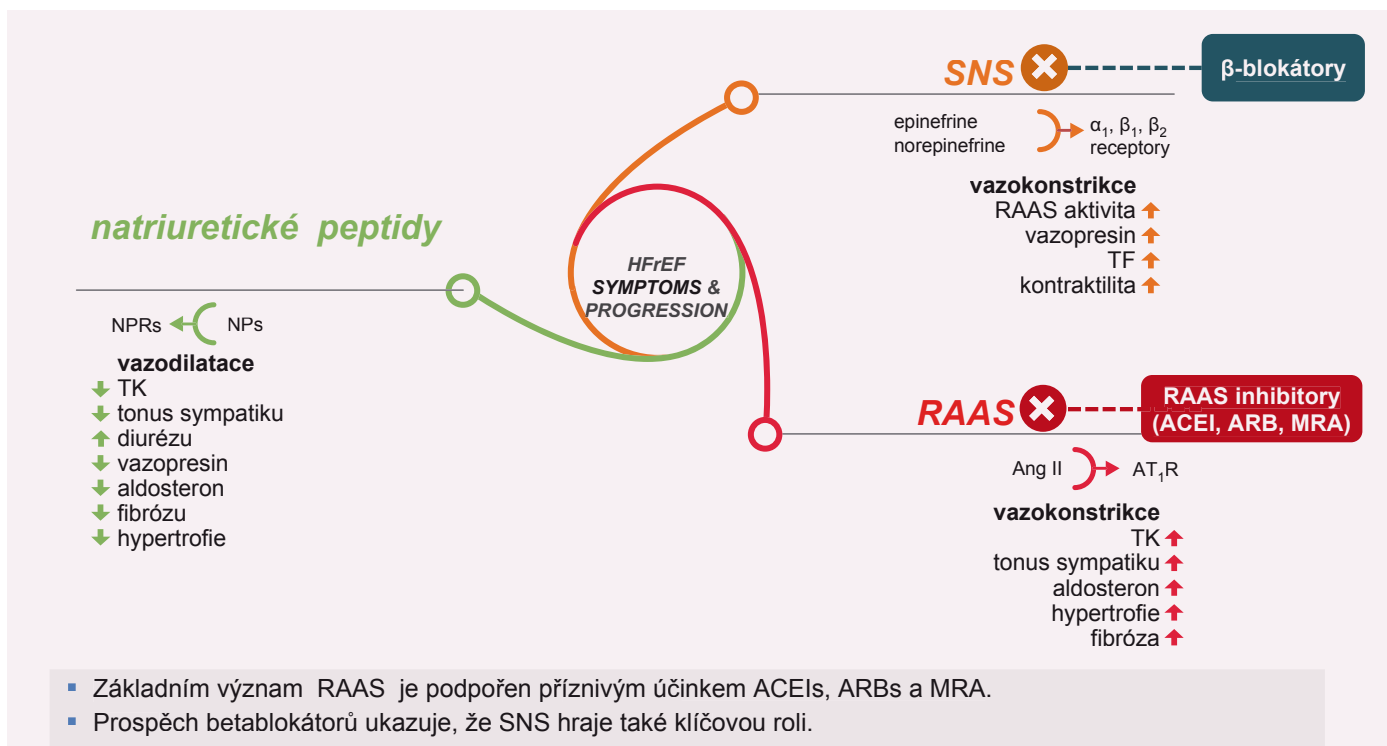 natriuretické peptidy
NPRs NPs
vazodilatace
TK
tonus sympatiku
diurézu
vazopresin
aldosteron
fibrózu
hypertrofie
HFrEF
SYMPTOMS &
PROGRESSION
SNS
β-blokátory
epinefrine
norepinefrine
α₁, β₁, β₂
receptory
vazokonstrikce
RAAS aktivita
vazopresin
TF
kontraktilita
RAAS
RAAS inhibitory
(ACEI, ARB, MRA)
Ang II AT₁R
vazokonstrikce
TK
tonus sympatiku
aldosteron
hypertrofie
fibróza
Základním význam RAAS je podpořen příznivým účinkem ACEIs, ARBs a MRA.
Prospěch betablokátorů ukazuje, že SNS hraje také klíčovou roli.